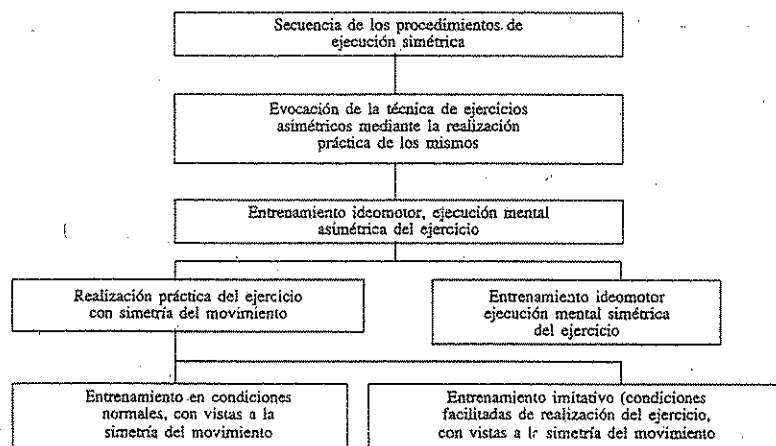 Secuencia de los procedimientos de
ejecución simétrica
Evocación de la técnica de ejercicios
asimétricos mediante la realización
práctica de los mismos
Entrenamiento ideomotor, ejecución mental
asimétrica del ejercicio
Realización práctica del ejercicio
con simetría del movimiento
Entrenamiento ideomotor
ejecución mental simétrica
del ejercicio
Entrenamiento en condiciones
normales, con vistas a la
simetría del movimiento
Entrenamiento imitativo (condiciones
facilitadas de realización del ejercicio,
con vistas a la simetría del movimiento